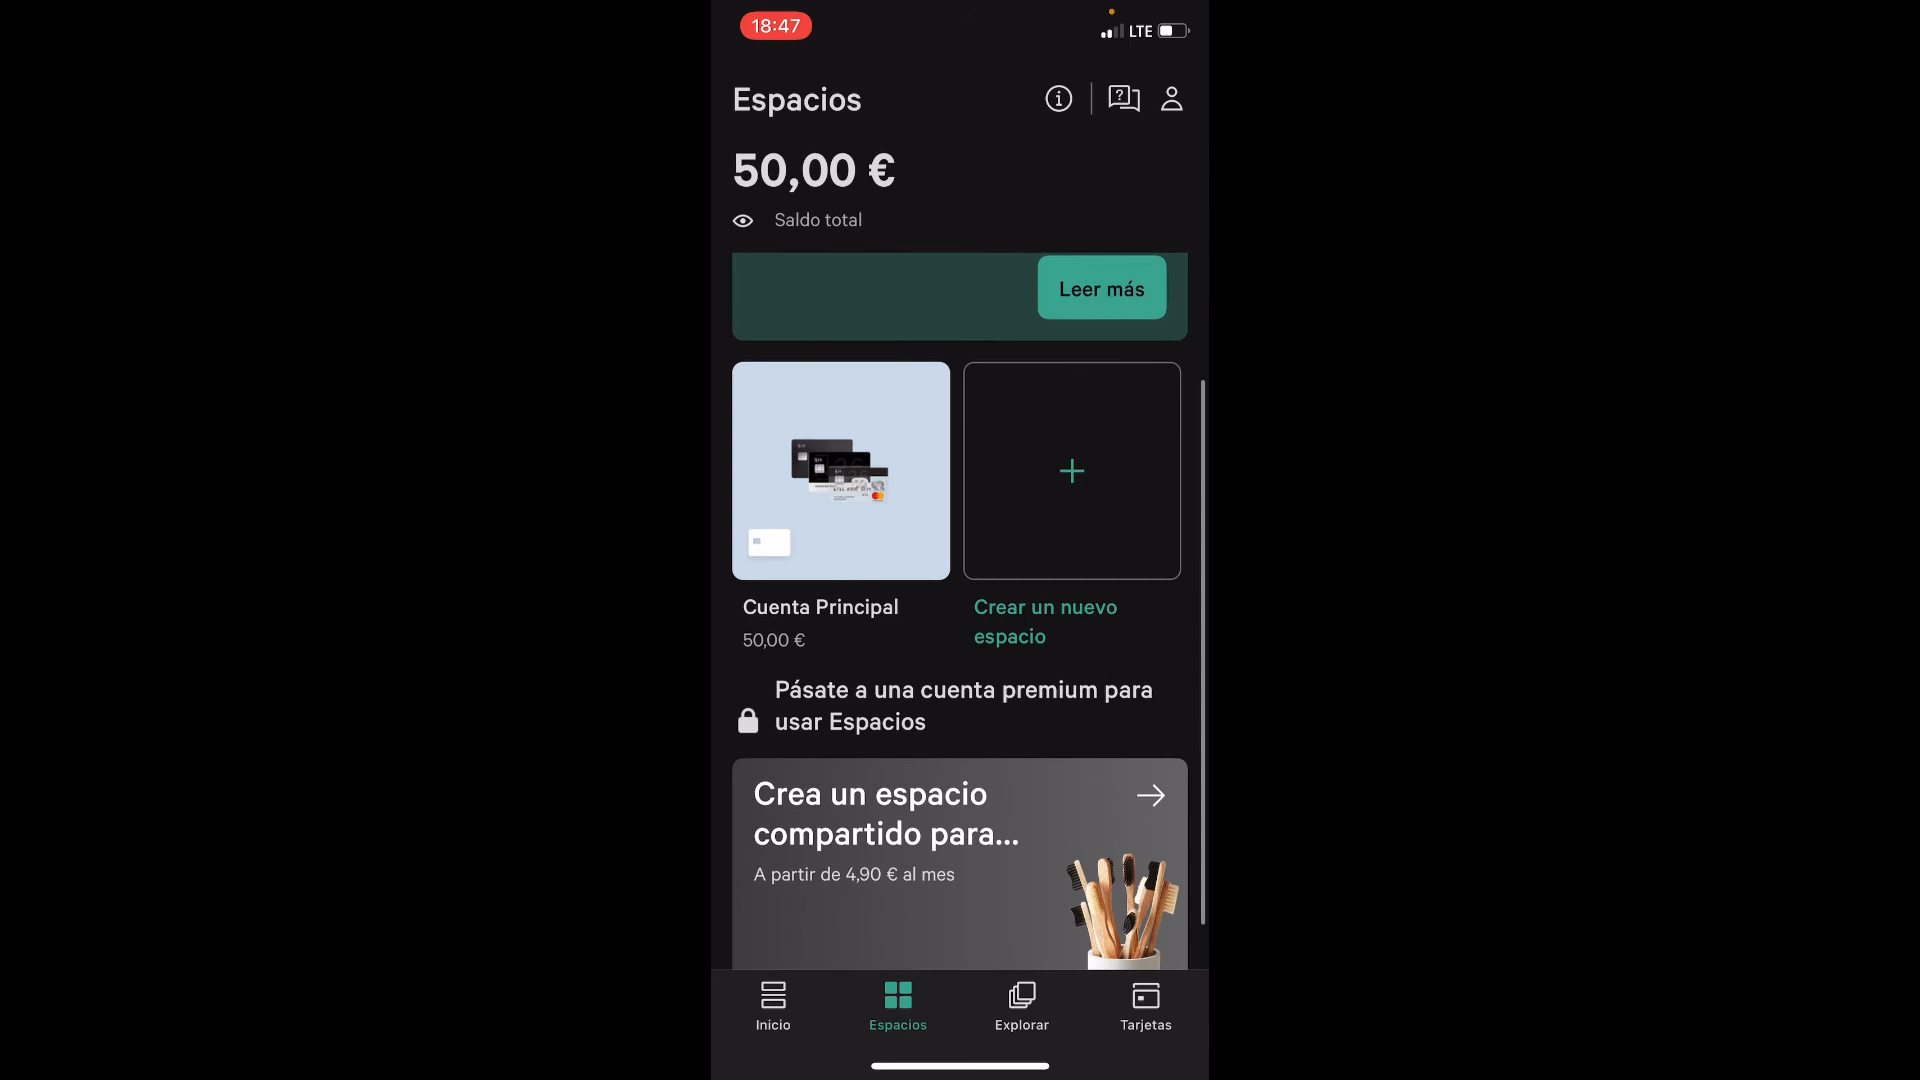 18:47
LTE
Espacios
50,00 €
Saldo total
Leer más
Cuenta Principal
50,00 €
Crear un nuevo
espacio
Pásate a una cuenta premium para
usar Espacios
Crea un espacio
compartido para...
A partir de 4,90 € al mes
Inicio
Espacios
Explorar
Tarjetas